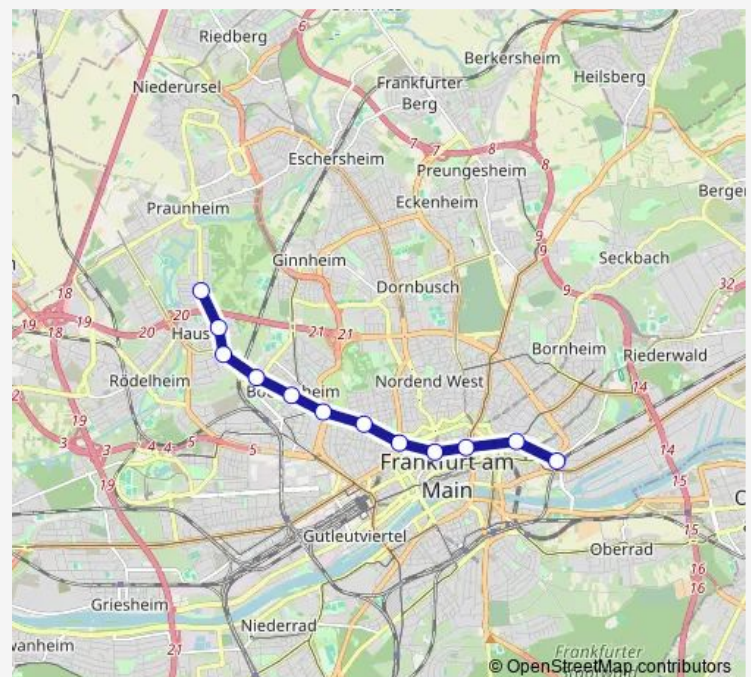 Riedberg
6
Berkersheim
Niederursel
Frankfurter
Berg
Heilsberg
7
7
8
8
Eschersheim
Preungesheim
Eckenheim
Berge
Praunheim
9
9
Ginnheim
Seckbach
18
19
19
18
20
20
Dornbusch
9
32
Haus
21
21
Bornheim
Riederwald
Rödelheim
Nordend West
14
2
19
3
3
4
4
5
5
19
14
Frankfurt am
Main
15
15
Gutleutviertel
Oberrad
16
16
Griesheim
Niederrad
wanheim
21
Frankfurter
© OpenStreetMap contributors